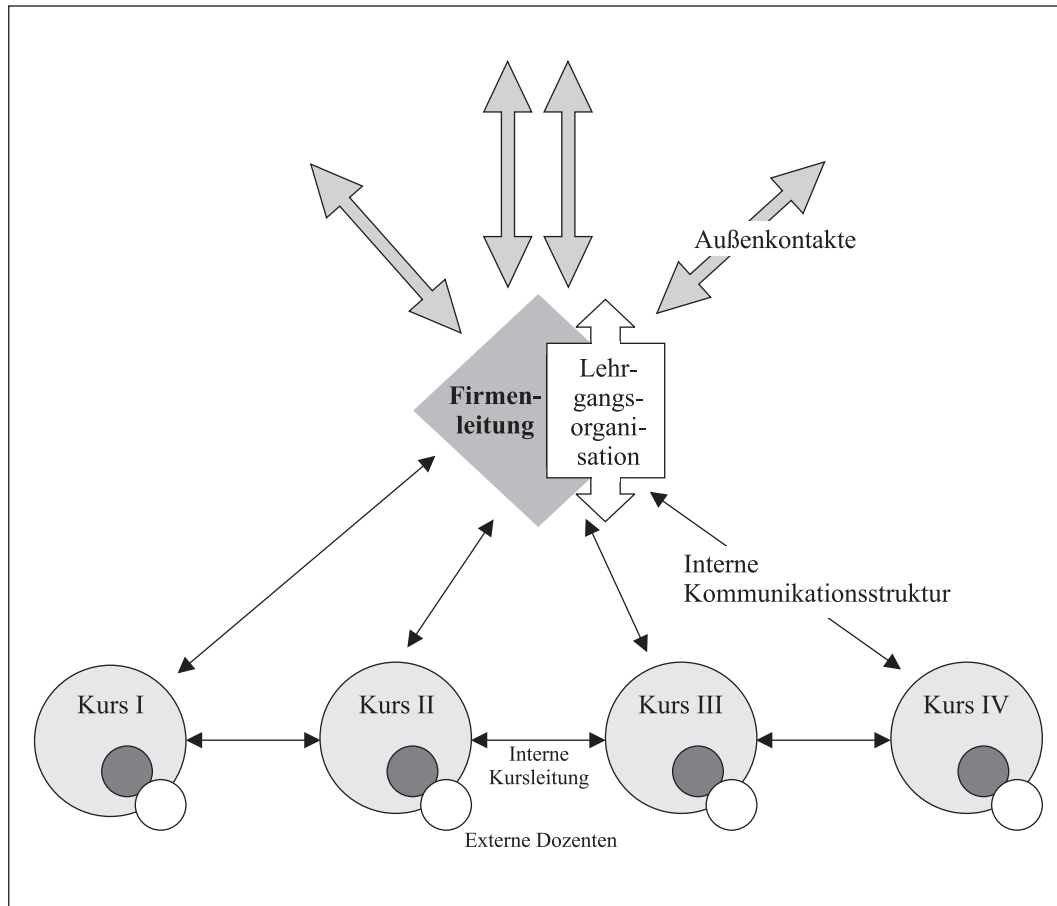 Außenkontakte
Firmen-
leitung
Lehr-
gangs-
organi-
sation
Interne
Kommunikationsstruktur
Kurs I
Kurs II
Kurs III
Kurs IV
Interne
Kursleitung
Externe Dozenten